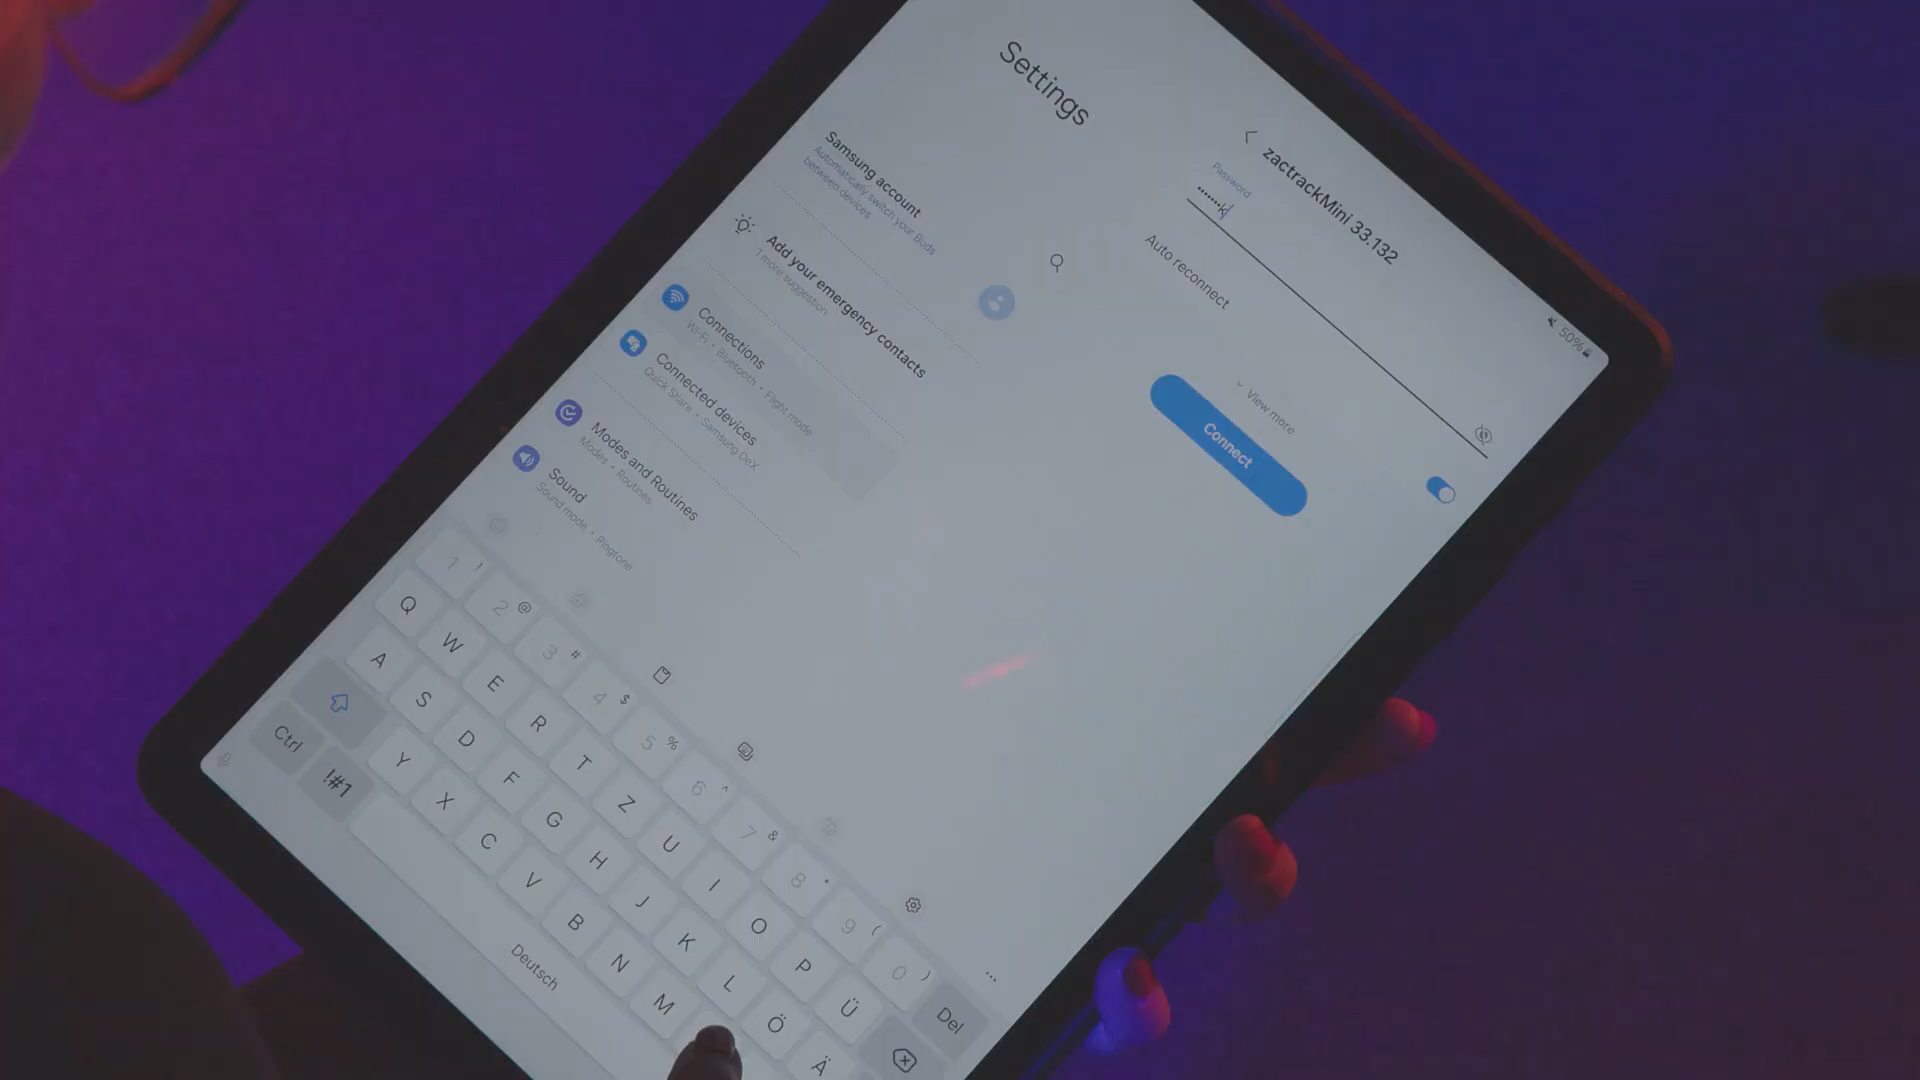 50%
Settings
Samsung account
Automatically switch your Buds
between devices
Add your emergency contacts
1 more suggestion
Connections
Wi-Fi • Bluetooth • Flight mode
Connected devices
Quick Share • Samsung DeX
Modes and Routines
Modes • Routines
Sound
Sound mode • Ringtone
zactrackMini 33.132
Password
•••••••k
Auto reconnect
View more
Connect
1 ! 2 @ 3 # 4 $ 5 % 6 ^ 7 & 8 * 9 ( 0 ) Del
Q W E R T Z U I O P Ü
A S D F G H J K L Ö Ä
Y X C V B N M
Ctrl !#1 Deutsch